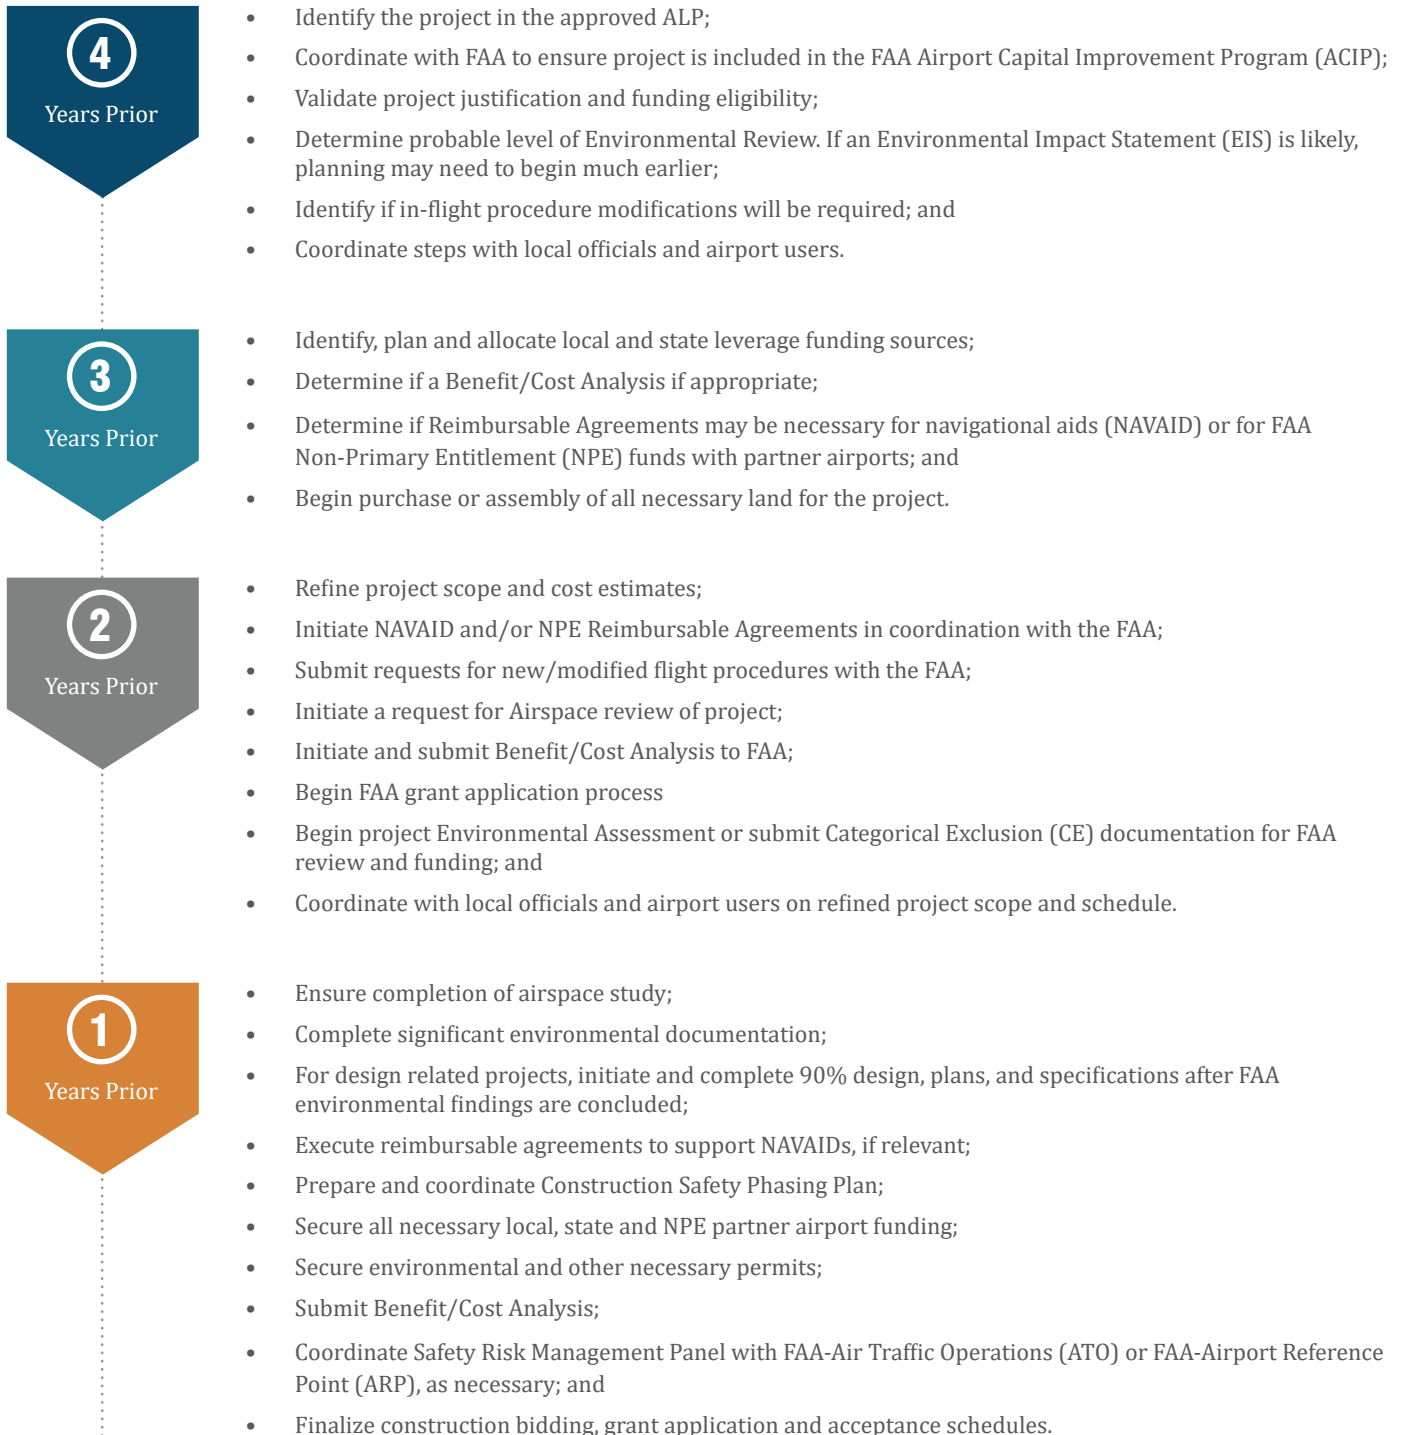 4
Years Prior
• Identify the project in the approved ALP;
• Coordinate with FAA to ensure project is included in the FAA Airport Capital Improvement Program (ACIP);
• Validate project justification and funding eligibility;
• Determine probable level of Environmental Review. If an Environmental Impact Statement (EIS) is likely,
planning may need to begin much earlier;
• Identify if in-flight procedure modifications will be required; and
• Coordinate steps with local officials and airport users.
3
Years Prior
• Identify, plan and allocate local and state leverage funding sources;
• Determine if a Benefit/Cost Analysis if appropriate;
• Determine if Reimbursable Agreements may be necessary for navigational aids (NAVAID) or for FAA
Non-Primary Entitlement (NPE) funds with partner airports; and
• Begin purchase or assembly of all necessary land for the project.
2
Years Prior
• Refine project scope and cost estimates;
• Initiate NAVAID and/or NPE Reimbursable Agreements in coordination with the FAA;
• Submit requests for new/modified flight procedures with the FAA;
• Initiate a request for Airspace review of project;
• Initiate and submit Benefit/Cost Analysis to FAA;
• Begin FAA grant application process
• Begin project Environmental Assessment or submit Categorical Exclusion (CE) documentation for FAA
review and funding; and
• Coordinate with local officials and airport users on refined project scope and schedule.
1
Years Prior
• Ensure completion of airspace study;
• Complete significant environmental documentation;
• For design related projects, initiate and complete 90% design, plans, and specifications after FAA
environmental findings are concluded;
• Execute reimbursable agreements to support NAVAIDs, if relevant;
• Prepare and coordinate Construction Safety Phasing Plan;
• Secure all necessary local, state and NPE partner airport funding;
• Secure environmental and other necessary permits;
• Submit Benefit/Cost Analysis;
• Coordinate Safety Risk Management Panel with FAA-Air Traffic Operations (ATO) or FAA-Airport Reference
Point (ARP), as necessary; and
• Finalize construction bidding, grant application and acceptance schedules.